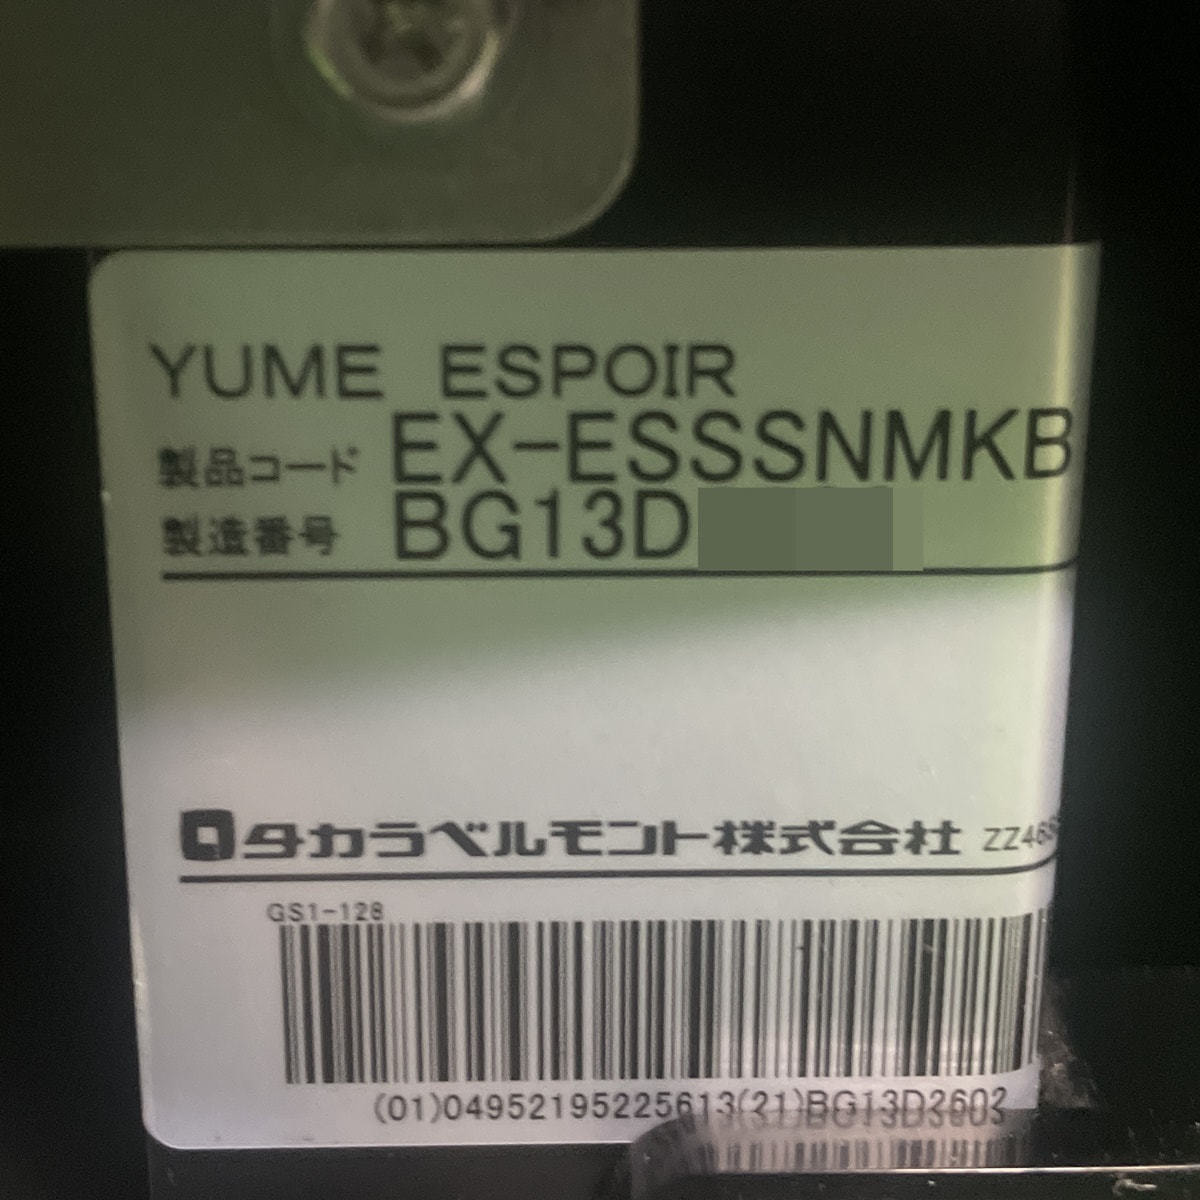 YUME ESPOIR
製品コード EX-ESSSNMKB
製造番号 BG13D
タカラベルモント株式会社
GS1-128
(01)04952195225613(21)BG13D3602